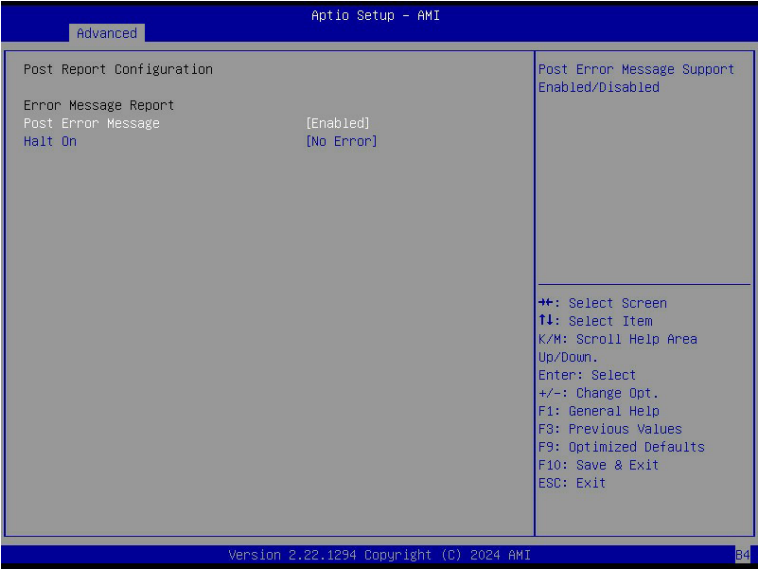 Aptio Setup – AMI
Advanced
Post Report Configuration
Error Message Report
Post Error Message [Enabled]
Halt On [No Error]
Post Error Message Support
Enabled/Disabled
→←: Select Screen
↑↓: Select Item
K/M: Scroll Help Area
Up/Down.
Enter: Select
+/-: Change Opt.
F1: General Help
F3: Previous Values
F9: Optimized Defaults
F10: Save & Exit
ESC: Exit
Version 2.22.1294 Copyright (C) 2024 AMI
B4